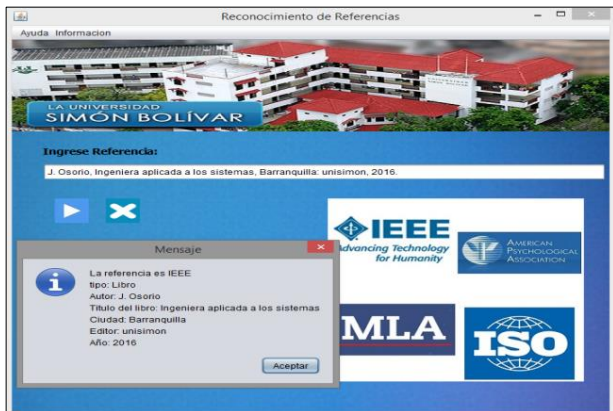 Reconocimiento de Referencias
Ayuda Informacion
LA UNIVERSIDAD
SIMÓN BOLÍVAR
Ingrese Referencia:
J. Osorio, Ingeniera aplicada a los sistemas, Barranquilla: unisimon, 2016.
IEEE
Advancing Technology
for Humanity
AMERICAN
PSYCHOLOGICAL
ASSOCIATION
Mensaje
La referencia es IEEE
tipo: Libro
Autor: J. Osorio
Titulo del libro: Ingeniera aplicada a los sistemas
Ciudad: Barranquilla
Editor: unisimon
Año: 2016
Aceptar
MLA
ISO